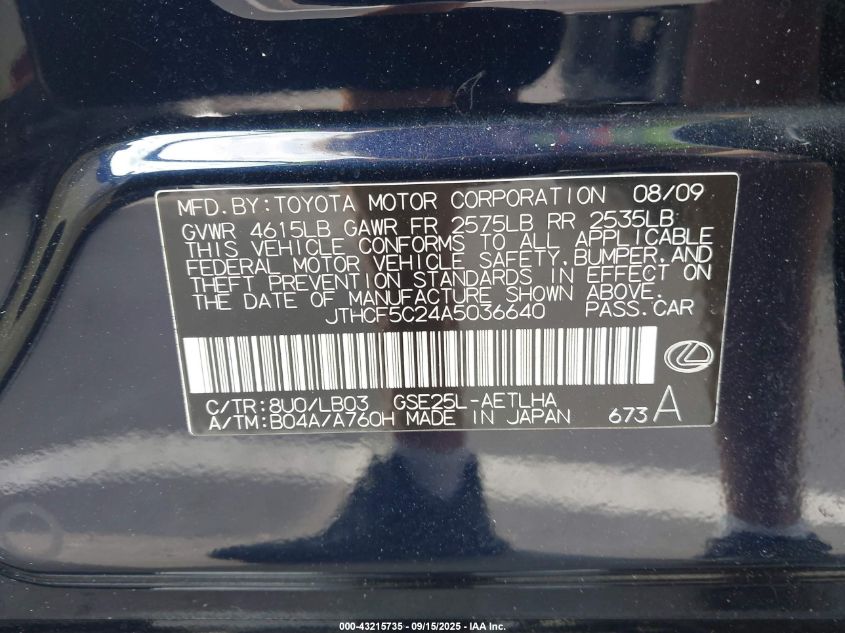 MFD.BY:TOYOTA MOTOR CORPORATION 08/09
GVWR 4615LB GAWR FR 2575LB RR 2535LB
THIS VEHICLE CONFORMS TO ALL APPLICABLE
FEDERAL MOTOR VEHICLE SAFETY,BUMPER,AND
THEFT PREVENTION STANDARDS IN EFFECT ON
THE DATE OF MANUFACTURE SHOWN ABOVE.
JTHCF5C24A5036640 PASS.CAR
C/TR:8U0/LB03 GSE25L-AETLHA
A/TM:B04A/A760H MADE IN JAPAN 673A
000-43215735 - 09/15/2025 - IAA Inc.